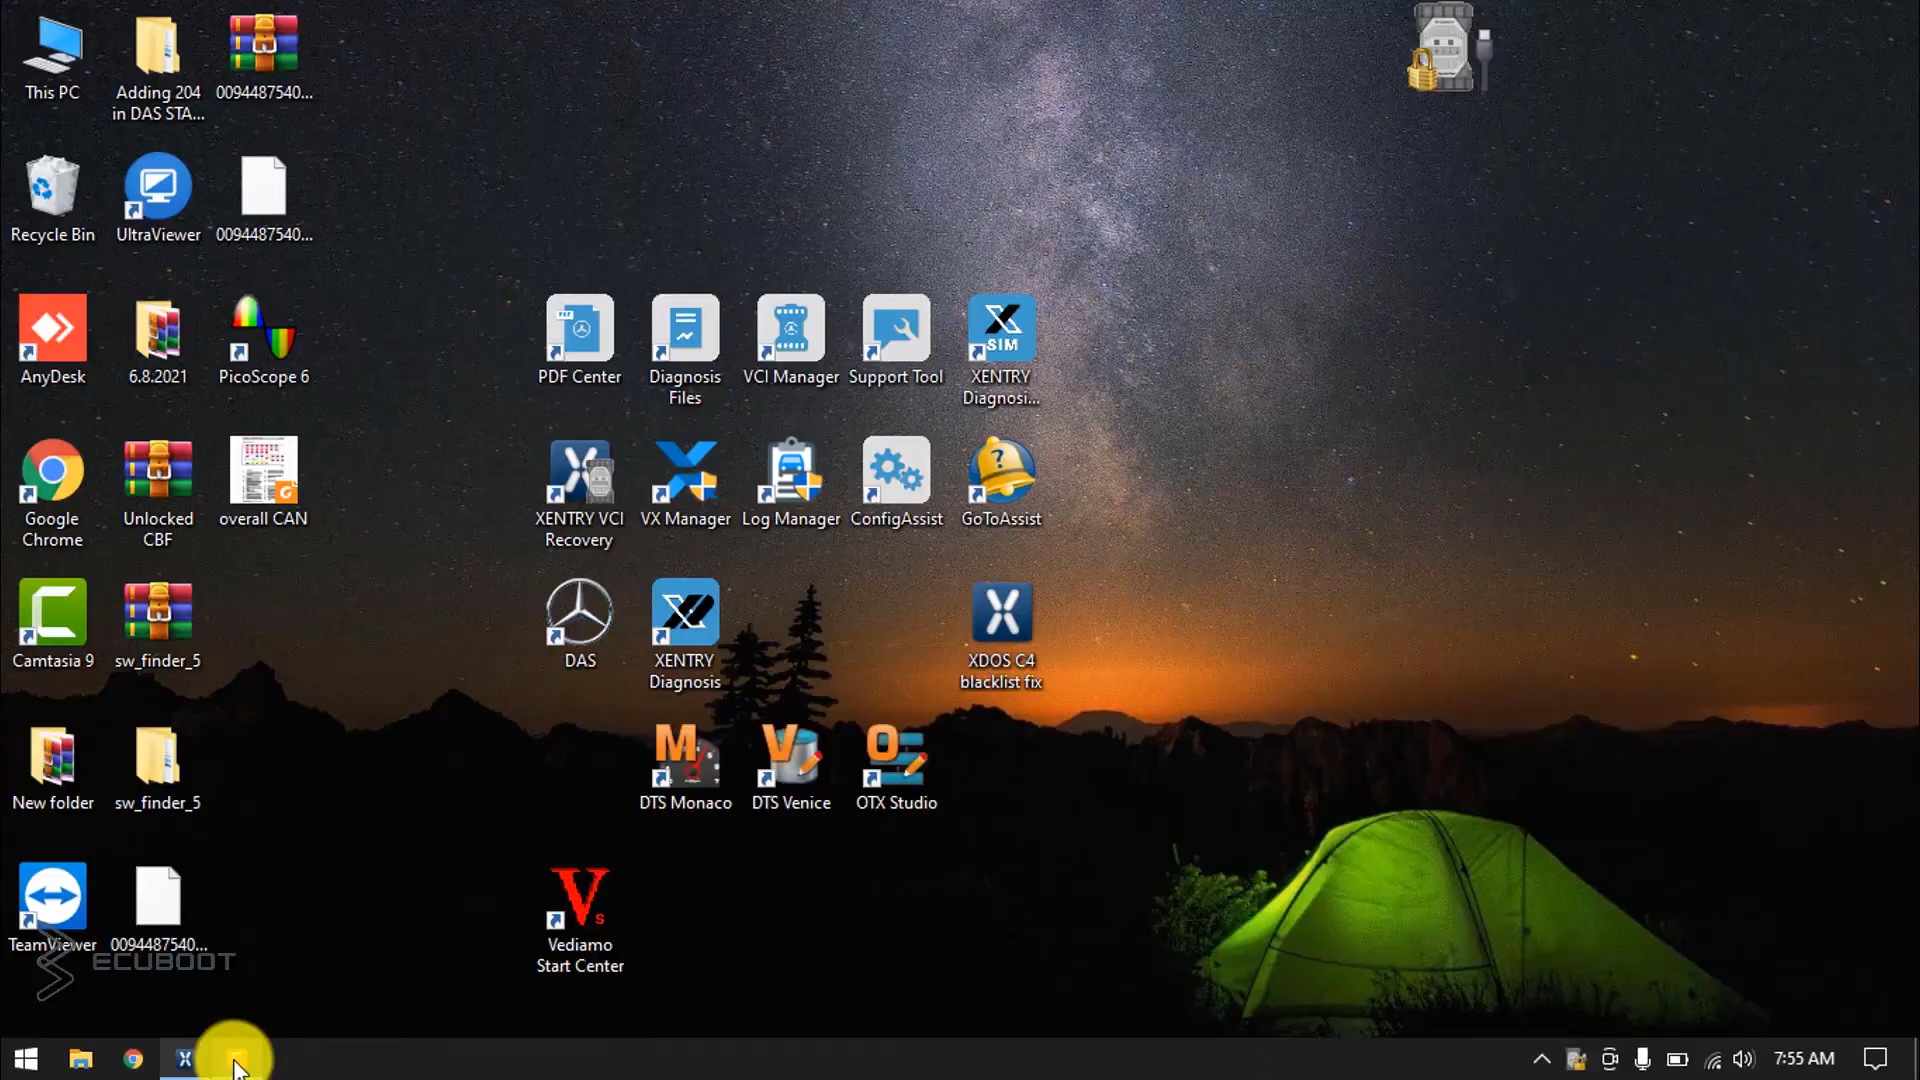 This PC
Adding 204
in DAS STA...
0094487540...
Recycle Bin
UltraViewer
0094487540...
AnyDesk
6.8.2021
PicoScope 6
PDF
PDF Center
Diagnosis
Files
VCI Manager
Support Tool
SIM
XENTRY
Diagnosi...
Google
Chrome
Unlocked
CBF
overall CAN
XENTRY VCI
Recovery
VX Manager
Log Manager
ConfigAssist
GoToAssist
Camtasia 9
sw_finder_5
DAS
XENTRY
Diagnosis
XDOS C4
blacklist fix
New folder
sw_finder_5
M
DTS Monaco
V
DTS Venice
O
OTX Studio
TeamViewer
0094487540...
Vs
Vediamo
Start Center
ECUBOOT
7:55 AM